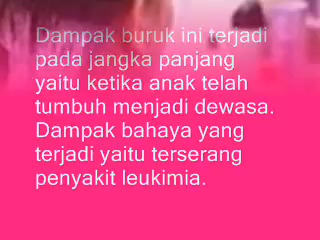 Dampak buruk ini terjadi
pada jangka panjang
yaitu ketika anak telah
tumbuh menjadi dewasa.
Dampak bahaya yang
terjadi yaitu terserang
penyakit leukimia.